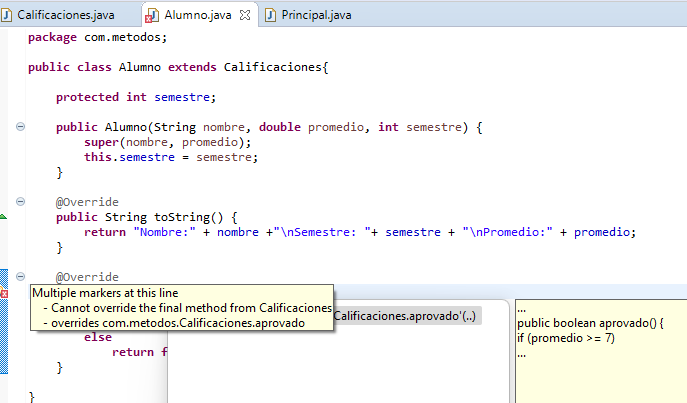 Calificaciones.java
Alumno.java
Principal.java
package com.metodos;
public class Alumno extends Calificaciones{
protected int semestre;
public Alumno(String nombre, double promedio, int semestre) {
super(nombre, promedio);
this.semestre = semestre;
}
@Override
public String toString() {
return "Nombre:" + nombre +"\nSemestre: "+ semestre + "\nPromedio:" + promedio;
}
@Override
Multiple markers at this line
- Cannot override the final method from Calificaciones
- overrides com.metodos.Calificaciones.aprovado
Calificaciones.aprovado'(..)
...
public boolean aprovado() {
if (promedio >= 7)
...
else
return f
}
}